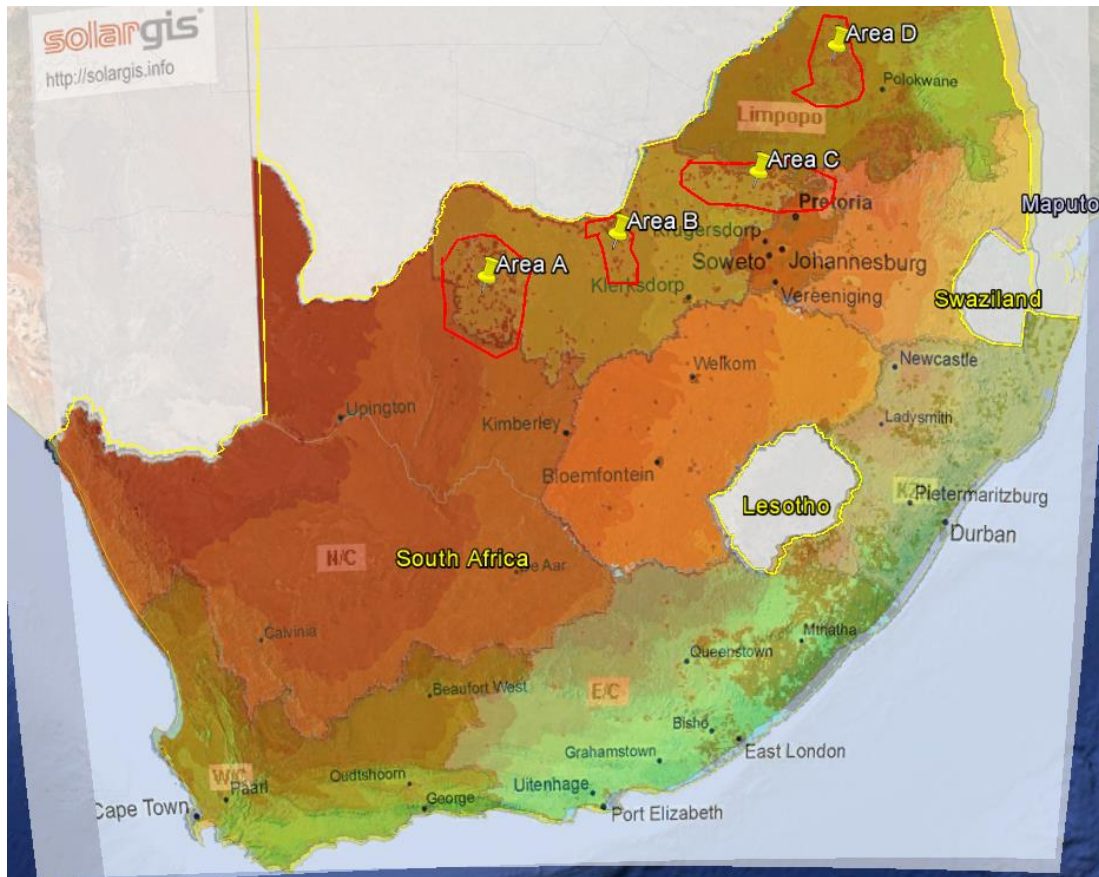 solargis
http://solargis.info
Area D
Polokwane
Limpopo
Area C
Pretoria
Maputo
Area B
Krugersdorp
Area A
Soweto
Johannesburg
Klerksdorp
Vereeniging
Swaziland
Welkom
Newcastle
Upington
Kimberley
Ladysmith
Bloemfontein
Lesotho
Pietermaritzburg
Durban
N/C
South Africa
Calvinia
Mthatha
Queenstown
Beaufort West
E/C
Bisho
East London
Grahamstown
W/C
Paarl
Oudtshoorn
Uitenhage
Cape Town
George
Port Elizabeth